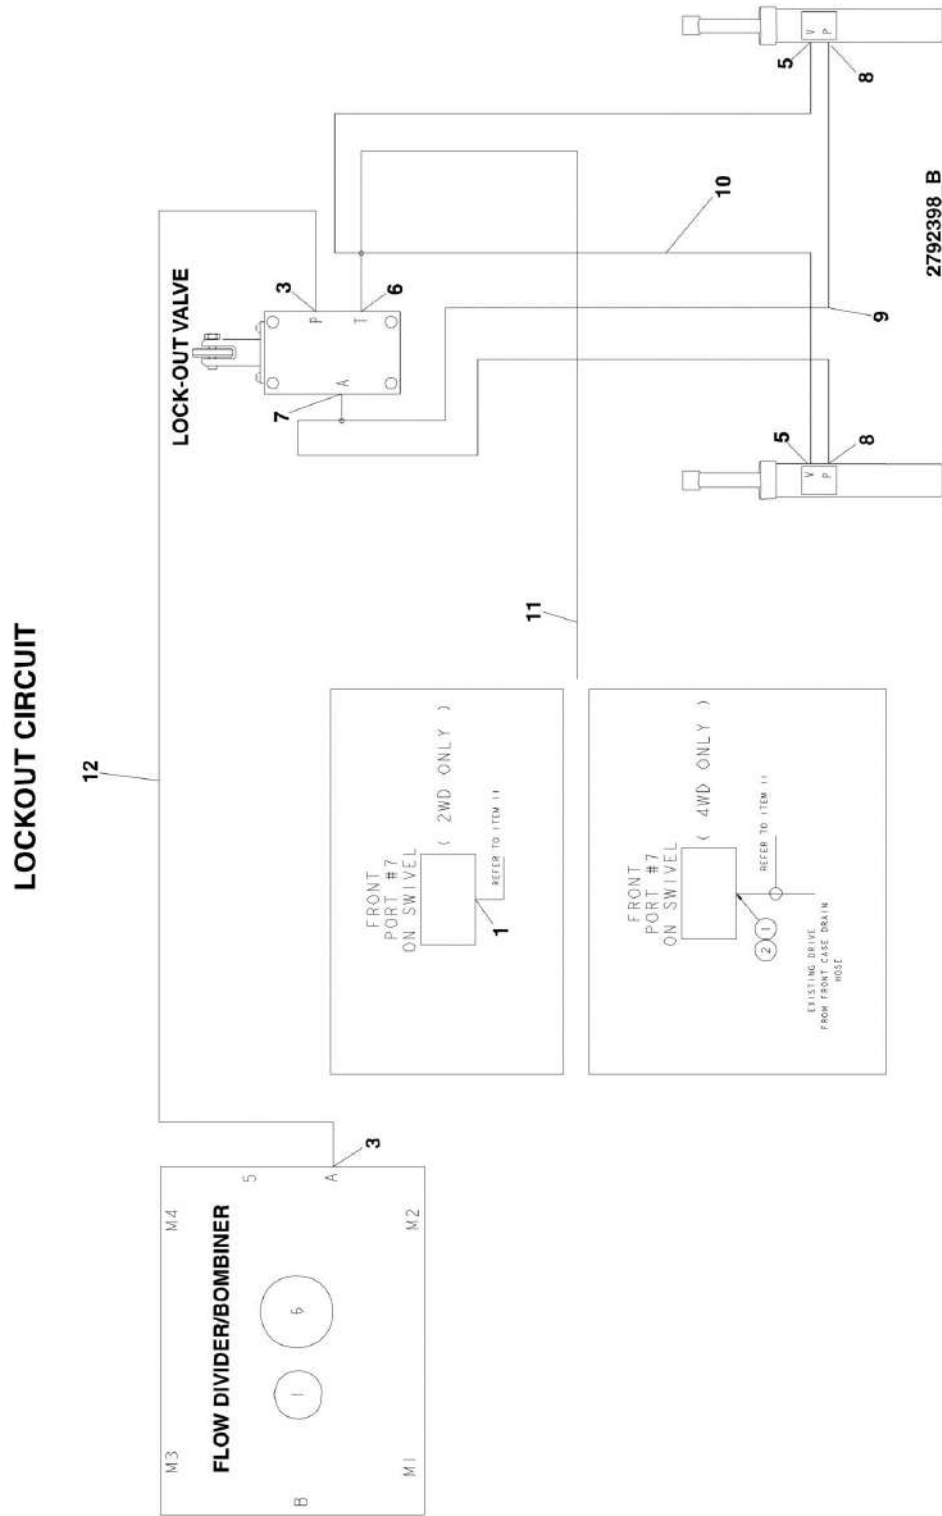 LOCKOUT CIRCUIT
12
LOCK-OUT VALVE
3
P
T
6
A
7
5
V
P
8
10
9
5
V
P
8
11
FRONT
PORT #7
ON SWIVEL
( 2WD ONLY )
1
REFER TO ITEM 11
FRONT
PORT #7
ON SWIVEL
( 4WD ONLY )
2
1
REFER TO ITEM 11
EXISTING DRIVE
FROM FRONT CASE DRAIN
HOSE
M3
M4
FLOW DIVIDER/BOMBINER
5
A
3
B
1
6
M1
M2
2792398_B